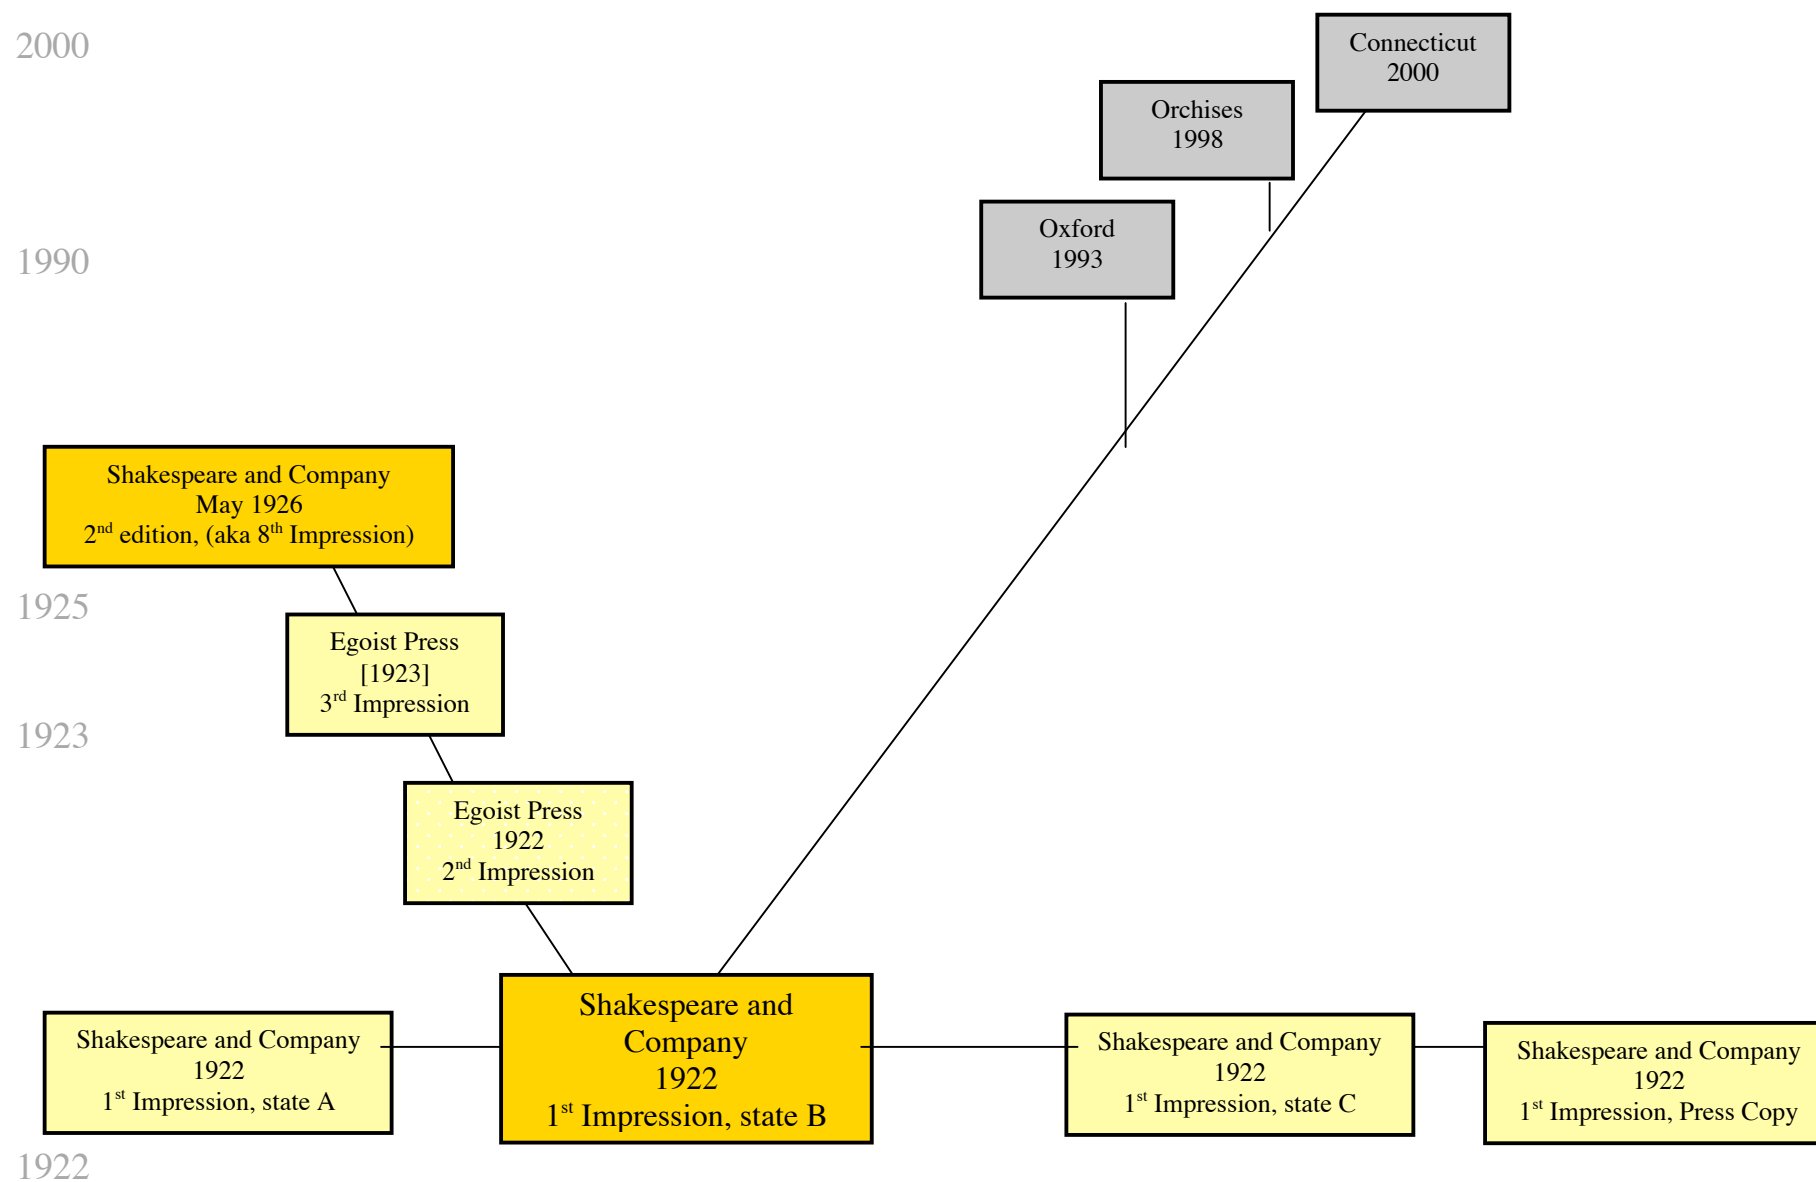 2000
Connecticut
2000
Orchises
1998
Oxford
1993
1990
Shakespeare and Company
May 1926
2nd edition, (aka 8th Impression)
1925
Egoist Press
[1923]
3rd Impression
1923
Egoist Press
1922
2nd Impression
Shakespeare and Company
1922
1st Impression, state A
Shakespeare and
Company
1922
1st Impression, state B
Shakespeare and Company
1922
1st Impression, state C
Shakespeare and Company
1922
1st Impression, Press Copy
1922